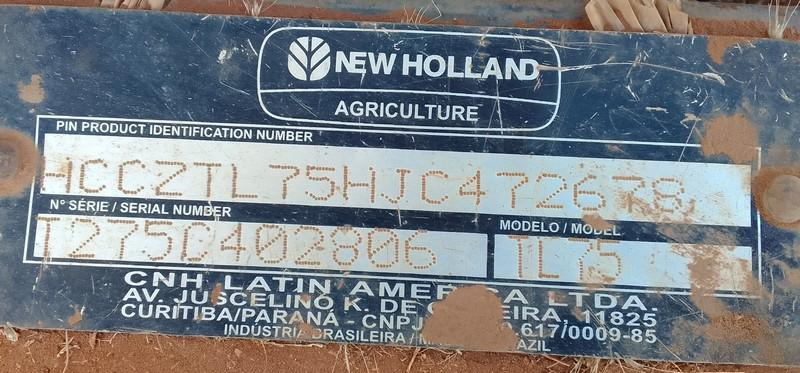 NEW HOLLAND
AGRICULTURE
PIN PRODUCT IDENTIFICATION NUMBER
HCCZTL75HJC472678
Nº SÉRIE / SERIAL NUMBER
T275C402806
MODELO / MODEL
TL75
CNH LATIN LTDA.
AV. JUSCELINO K. DE 11825
CURITIBA/PARANÁ - CNPJ .617/0009-85
INDÚSTRIA BRASILEIRA /